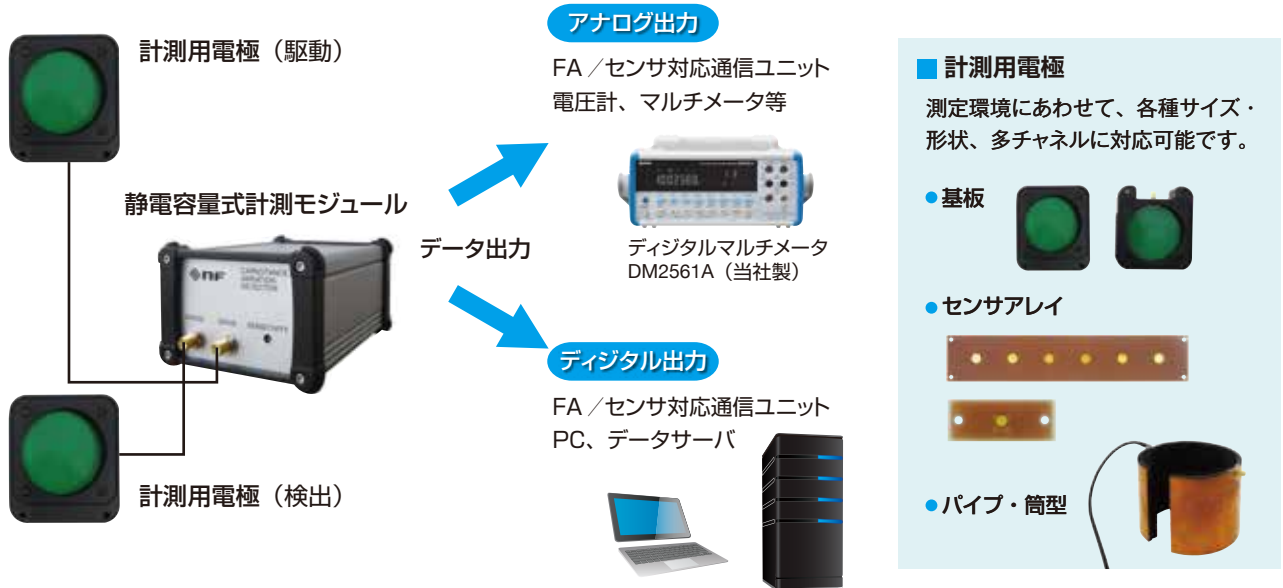 計測用電極（駆動）
静電容量式計測モジュール
nF
CAPACITANCE
VARIATION
DETECTOR
SENSITIVITY
計測用電極（検出）
データ出力
アナログ出力
FA／センサ対応通信ユニット
電圧計、マルチメータ等
ディジタルマルチメータ
DM2561A（当社製）
ディジタル出力
FA／センサ対応通信ユニット
PC、データサーバ
■ 計測用電極
測定環境にあわせて、各種サイズ・
形状、多チャネルに対応可能です。
● 基板
● センサアレイ
● パイプ・筒型